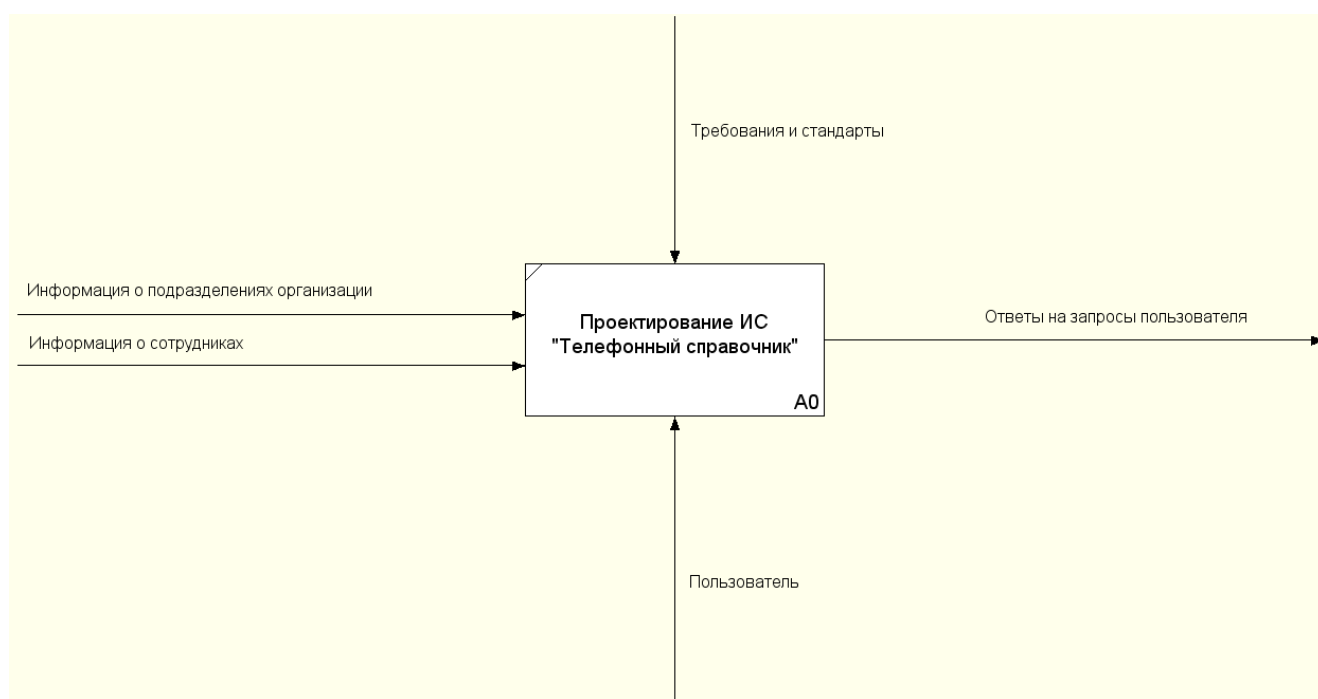 Требования и стандарты
Информация о подразделениях организации
Проектирование ИС
"Телефонный справочник"
Ответы на запросы пользователя
Информация о сотрудниках
A0
Пользователь